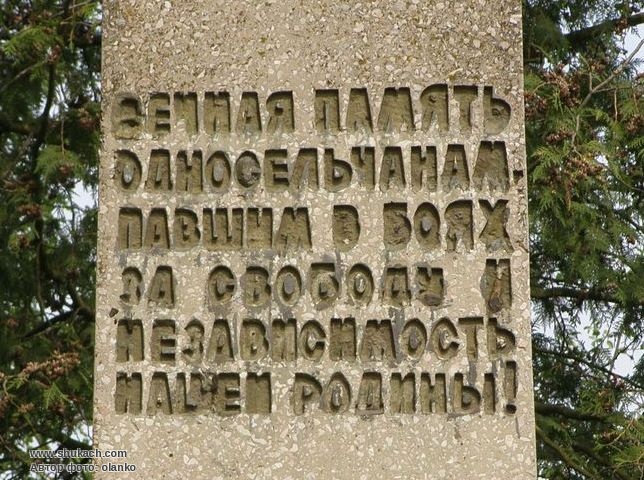 ВЕЧНАЯ ПАМЯТЬ
ОДНОСЕЛЬЧАНАМ,
ПАВШИМ В БОЯХ
ЗА СВОБОДУ И
НЕЗАВИСИМОСТЬ
НАШЕЙ РОДИНЫ!
www.shukach.com
Автор фото: olanko